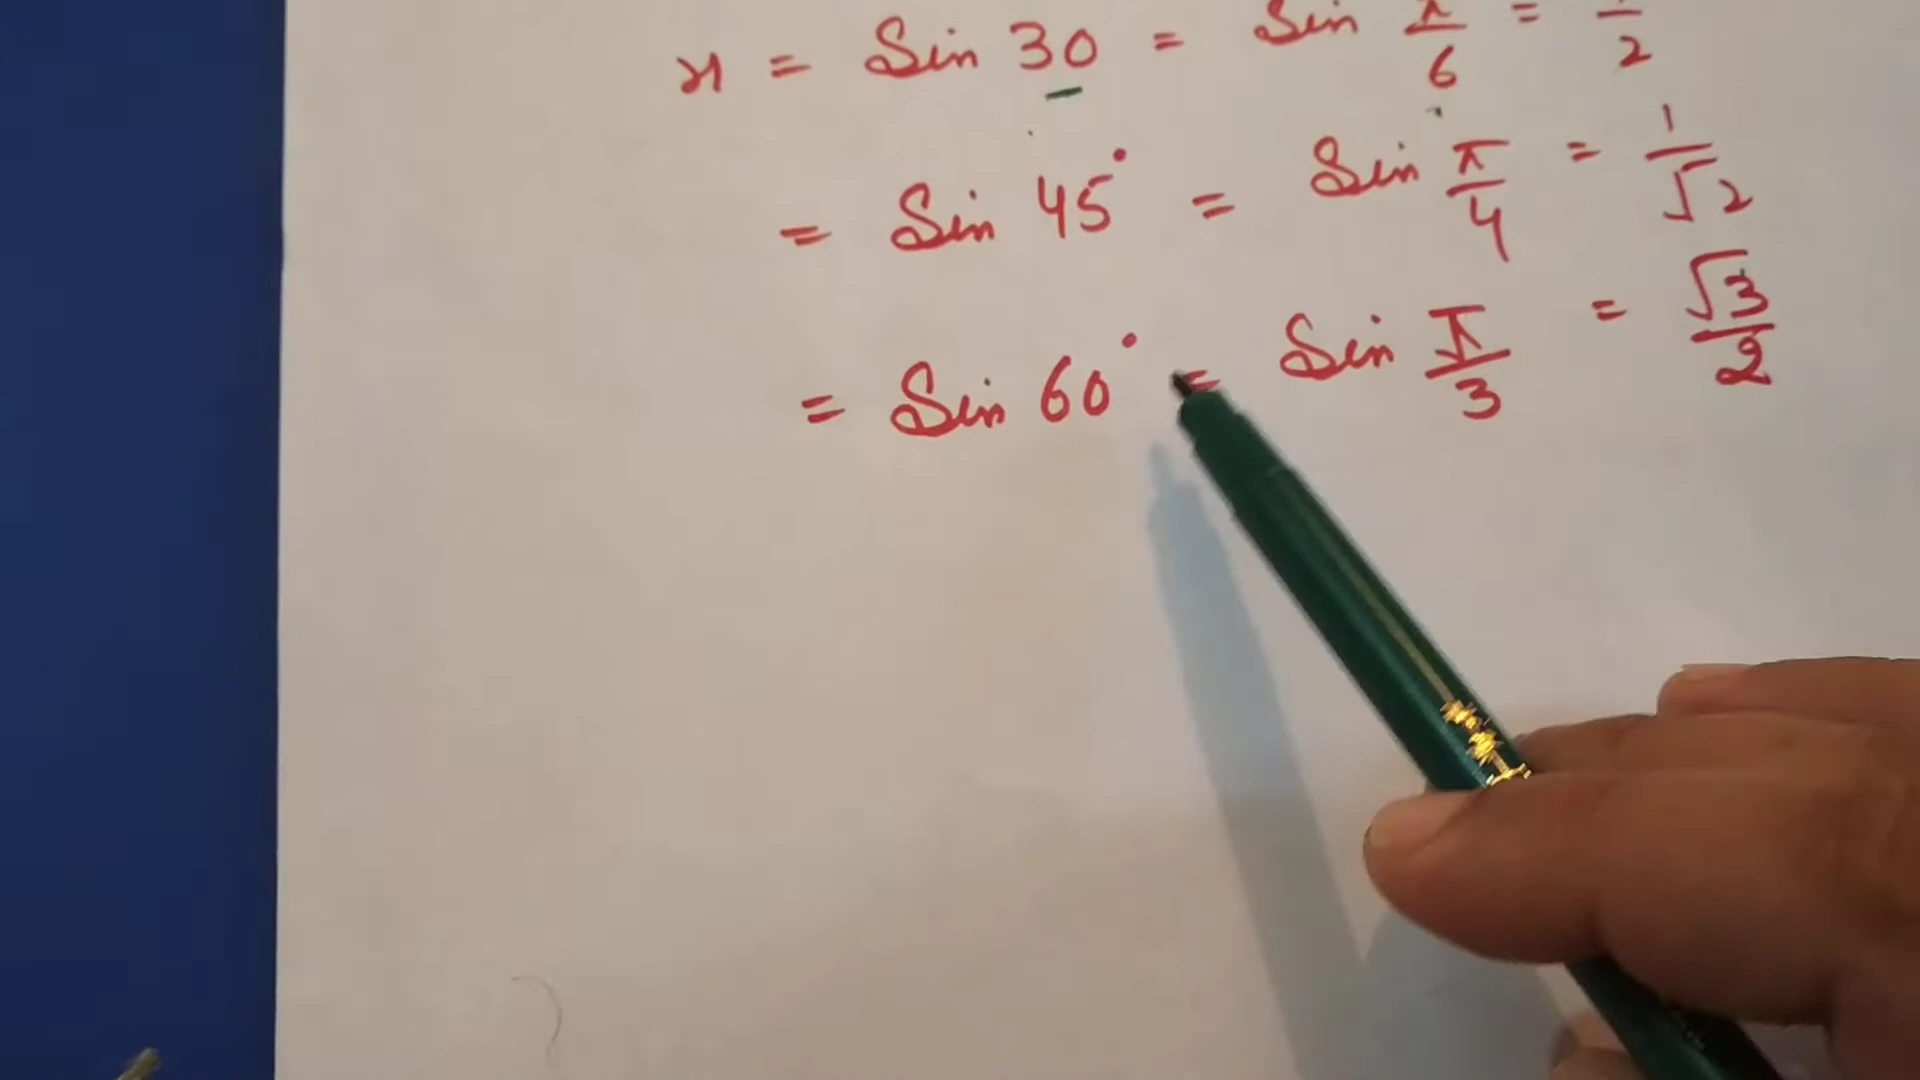 x = Sin 30 = Sin π/6 = 1/2
= Sin 45° = Sin π/4 = 1/√2
= Sin 60° = Sin π/3 = √3/2